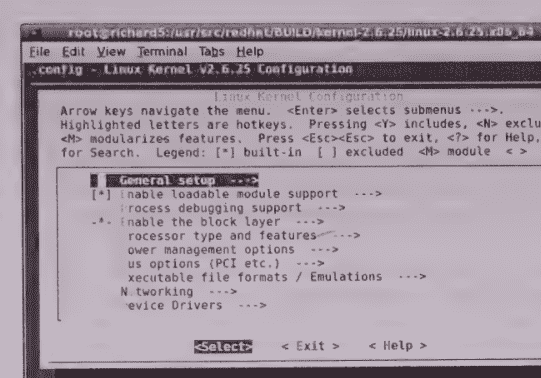 root@richard5:/usr/src/redhat/BUILD/kernel-2.6.25/linux-2.6.25.x86_64
File Edit View Terminal Tabs Help
.config - Linux Kernel v2.6.25 Configuration
Linux Kernel Configuration
Arrow keys navigate the menu. <Enter> selects submenus --->.
Highlighted letters are hotkeys. Pressing <Y> includes, <N> exclu
<M> modularizes features. Press <Esc><Esc> to exit, <?> for Help,
for Search. Legend: [*] built-in [ ] excluded <M> module < >
General setup --->
[*] nable loadable module support --->
rocess debugging support --->
-*- nable the block layer --->
rocessor type and features --->
ower management options --->
us options (PCI etc.) --->
xecutable file formats / Emulations --->
N tworking --->
evice Drivers --->
<Select> < Exit > < Help >